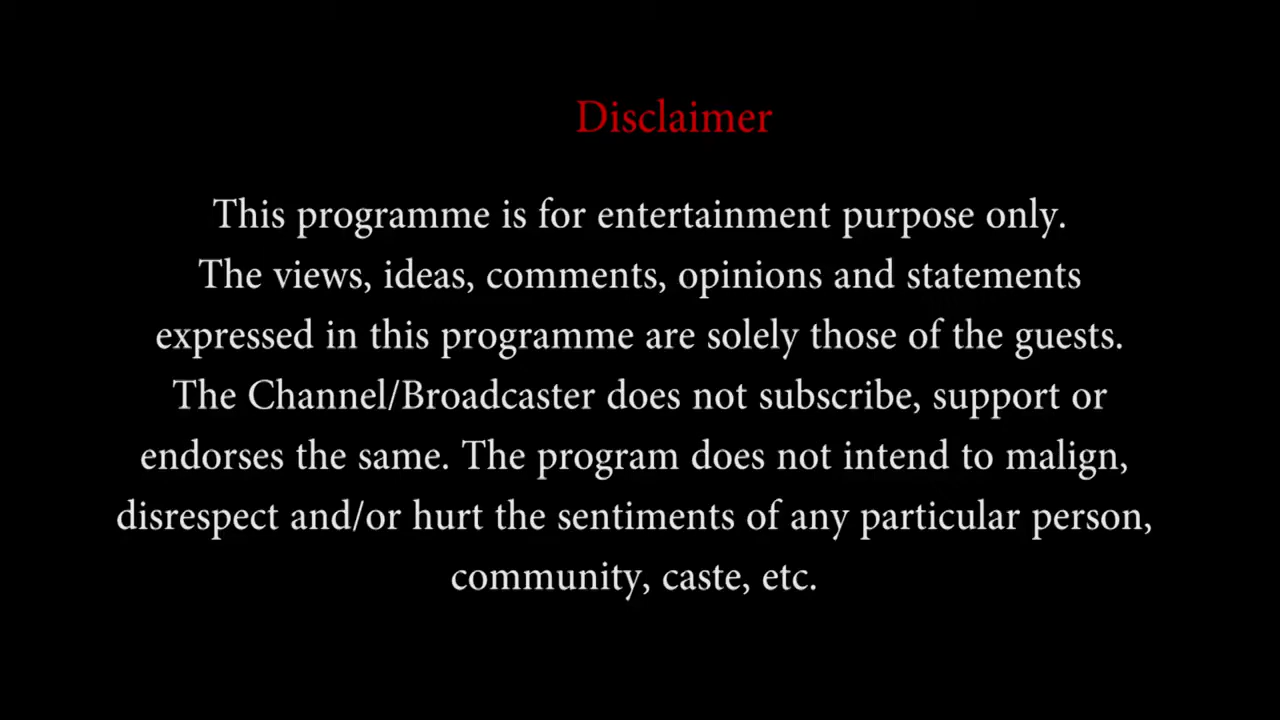 Disclaimer
This programme is for entertainment purpose only.
The views, ideas, comments, opinions and statements
expressed in this programme are solely those of the guests.
The Channel/Broadcaster does not subscribe, support or
endorses the same. The program does not intend to malign,
disrespect and/or hurt the sentiments of any particular person,
community, caste, etc.